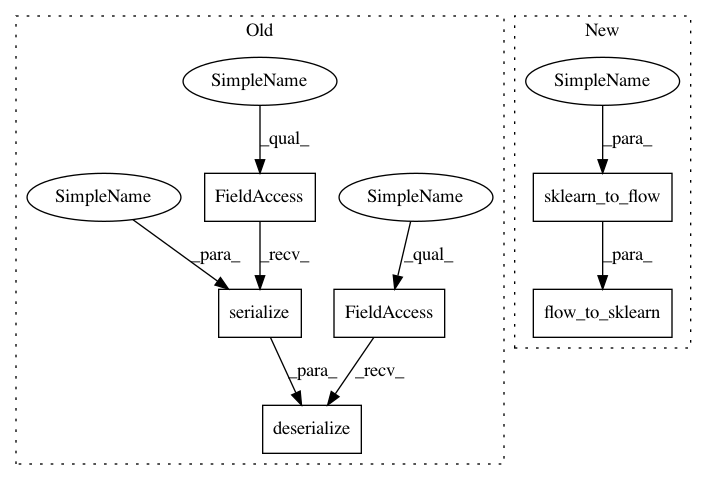 Old
New
SimpleName
SimpleName
_qual_
_para_
SimpleName
FieldAccess
SimpleName
sklearn_to_flow
_para_
_recv_
_qual_
_para_
serialize
FieldAccess
flow_to_sklearn
_para_
_recv_
deserialize